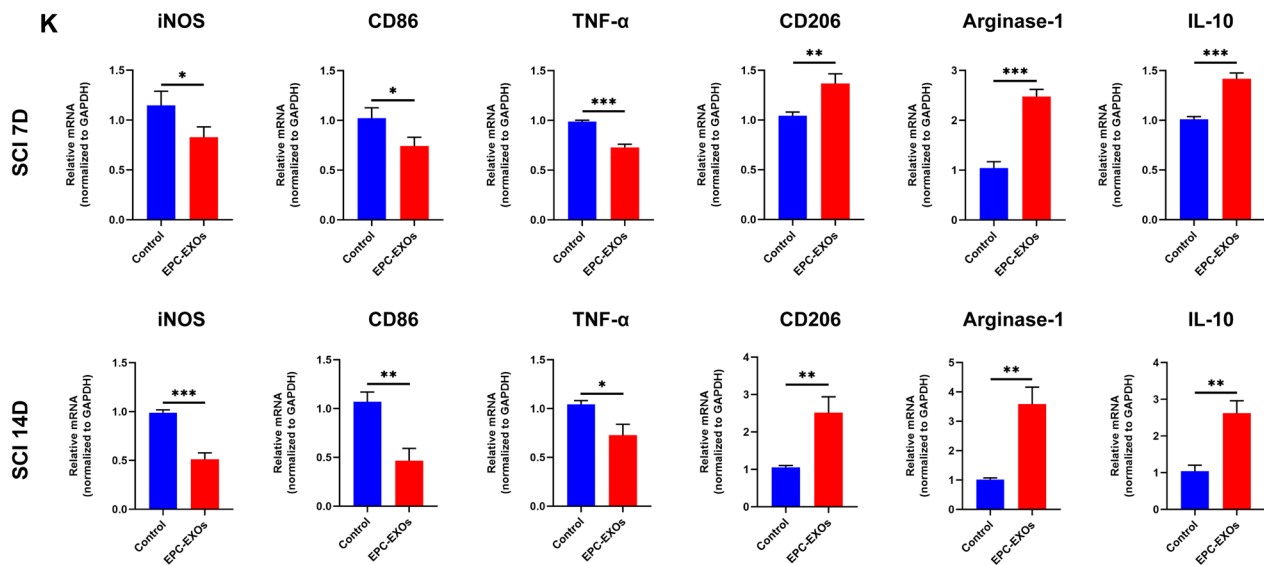 K
iNOS
CD86
TNF-α
CD206
Arginase-1
IL-10
SCI 7D
Relative mRNA
(normalized to GAPDH)
1.5
1.0
0.5
0.0
*
Control
EPC-EXOs
Relative mRNA
(normalized to GAPDH)
1.5
1.0
0.5
0.0
*
Control
EPC-EXOs
Relative mRNA
(normalized to GAPDH)
1.5
1.0
0.5
0.0
***
Control
EPC-EXOs
Relative mRNA
(normalized to GAPDH)
1.5
1.0
0.5
0.0
**
Control
EPC-EXOs
Relative mRNA
(normalized to GAPDH)
3
2
1
0
***
Control
EPC-EXOs
Relative mRNA
(normalized to GAPDH)
1.5
1.0
0.5
0.0
***
Control
EPC-EXOs
iNOS
CD86
TNF-α
CD206
Arginase-1
IL-10
SCI 14D
Relative mRNA
(normalized to GAPDH)
1.5
1.0
0.5
0.0
***
Control
EPC-EXOs
Relative mRNA
(normalized to GAPDH)
1.5
1.0
0.5
0.0
**
Control
EPC-EXOs
Relative mRNA
(normalized to GAPDH)
1.5
1.0
0.5
0.0
*
Control
EPC-EXOs
Relative mRNA
(normalized to GAPDH)
4
3
2
1
0
**
Control
EPC-EXOs
Relative mRNA
(normalized to GAPDH)
5
4
3
2
1
0
**
Control
EPC-EXOs
Relative mRNA
(normalized to GAPDH)
4
3
2
1
0
**
Control
EPC-EXOs